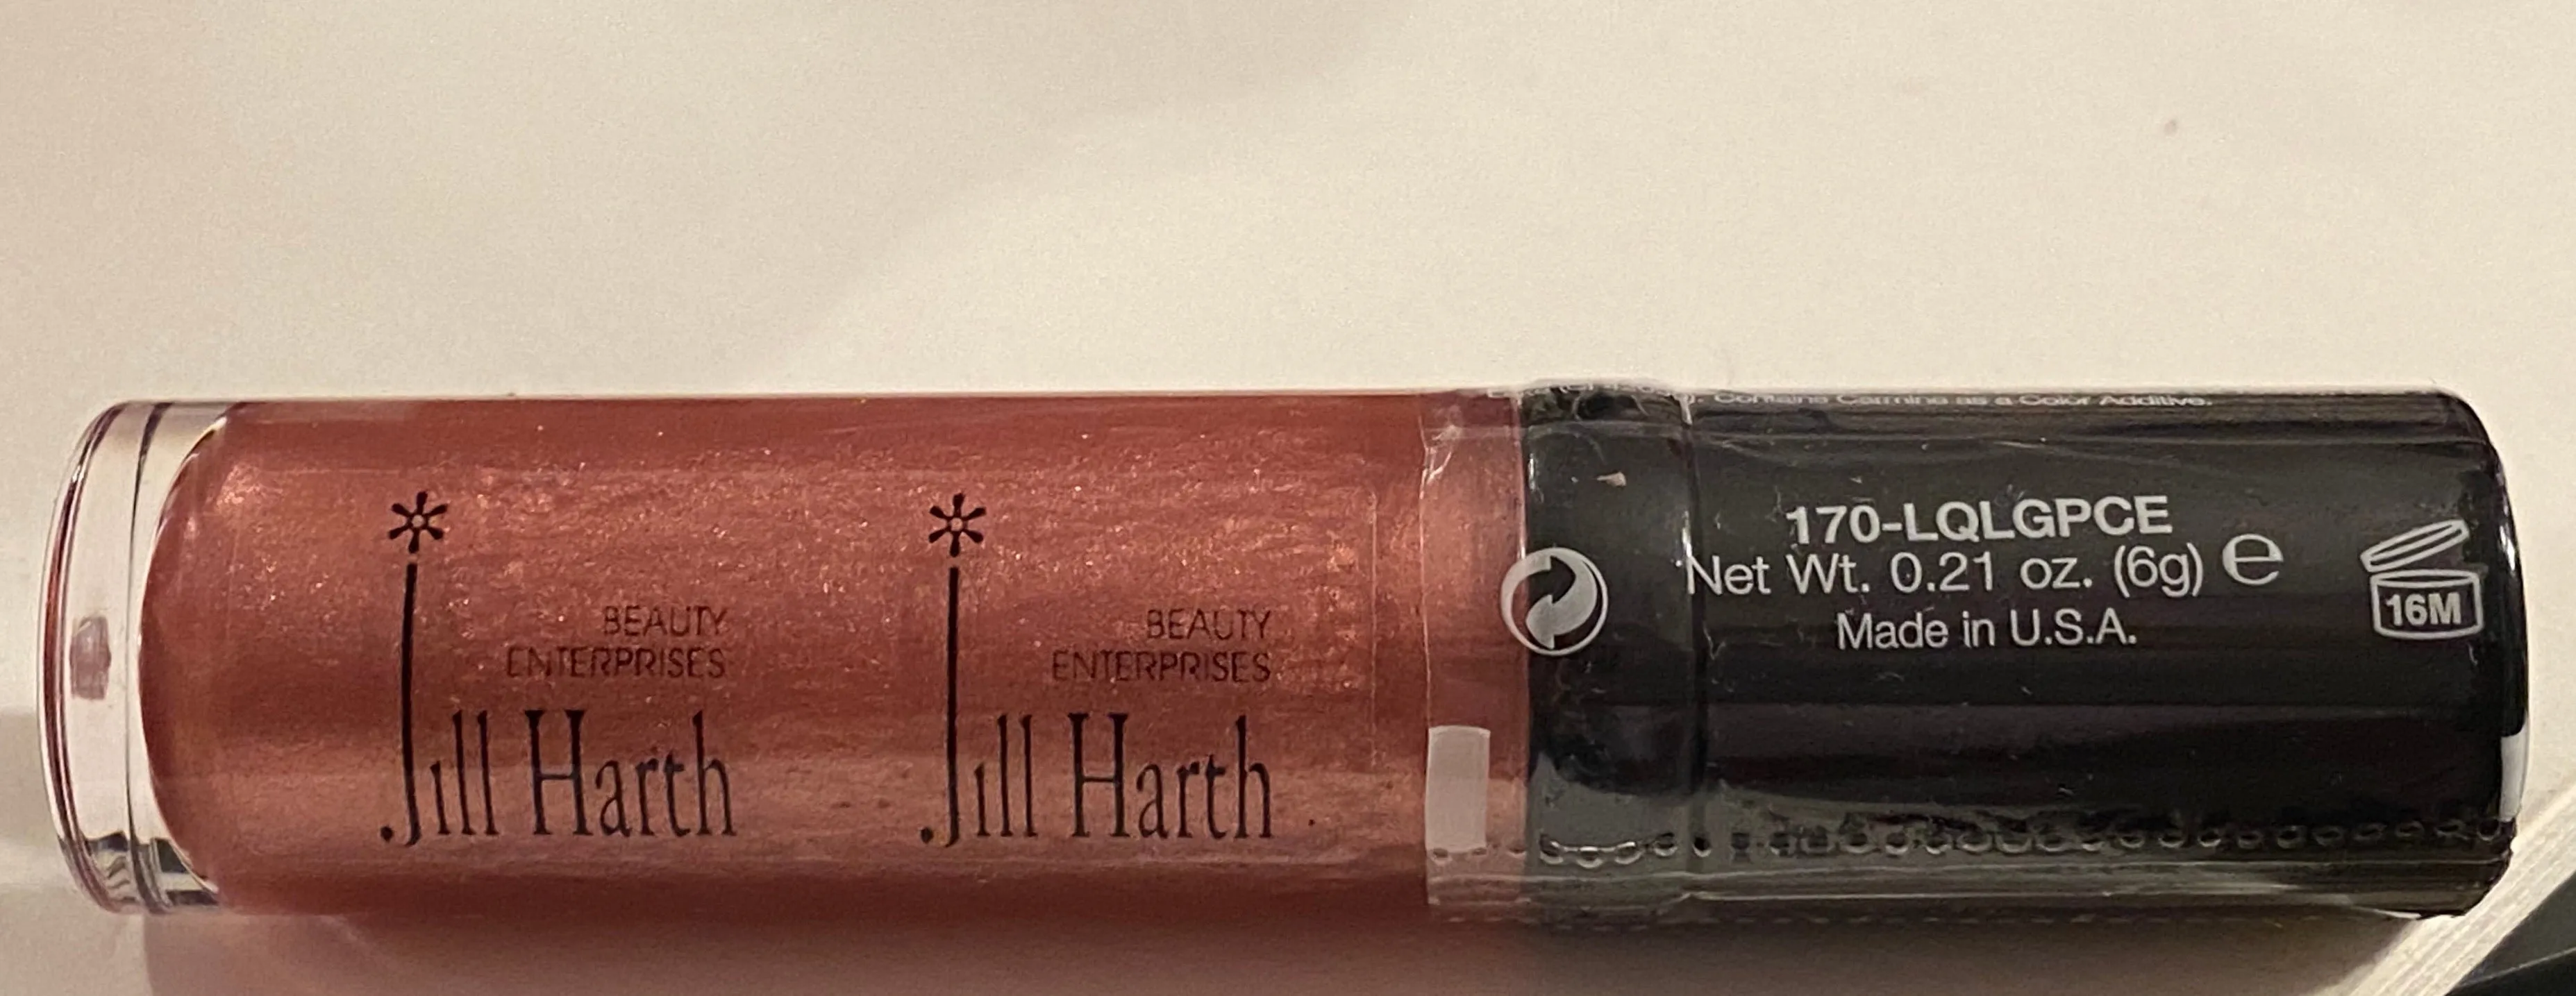 BEAUTY
ENTERPRISES
Jill Harth
BEAUTY
ENTERPRISES
Jill Harth
. Contains Carmine as a Color Additive.
170-LQLGPCE
Net Wt. 0.21 oz. (6g) ℮
Made in U.S.A.
16M